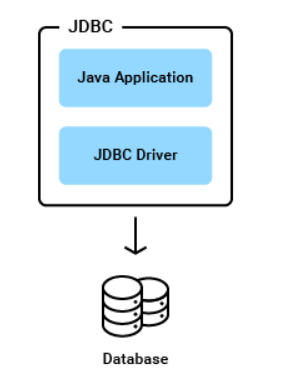 JDBC
Java Application
JDBC Driver
Database